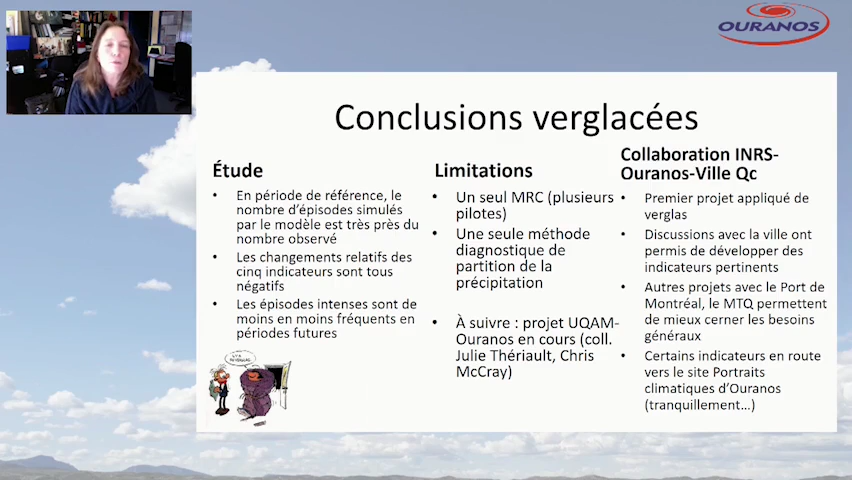 OURANOS
Conclusions verglacées
Étude
• En période de référence, le
nombre d'épisodes simulés
par le modèle est très près du
nombre observé
• Les changements relatifs des
cinq indicateurs sont tous
négatifs
• Les épisodes intenses sont de
moins en moins fréquents en
périodes futures
Limitations
• Un seul MRC (plusieurs
pilotes)
• Une seule méthode
diagnostique de
partition de la
précipitation
• À suivre : projet UQAM-
Ouranos en cours (coll.
Julie Thériault, Chris
McCray)
Collaboration INRS-
Ouranos-Ville Qc
• Premier projet appliqué de
verglas
• Discussions avec la ville ont
permis de développer des
indicateurs pertinents
• Autres projets avec le Port de
Montréal, le MTQ permettent
de mieux cerner les besoins
généraux
• Certains indicateurs en route
vers le site Portraits
climatiques d'Ouranos
(tranquillement…)